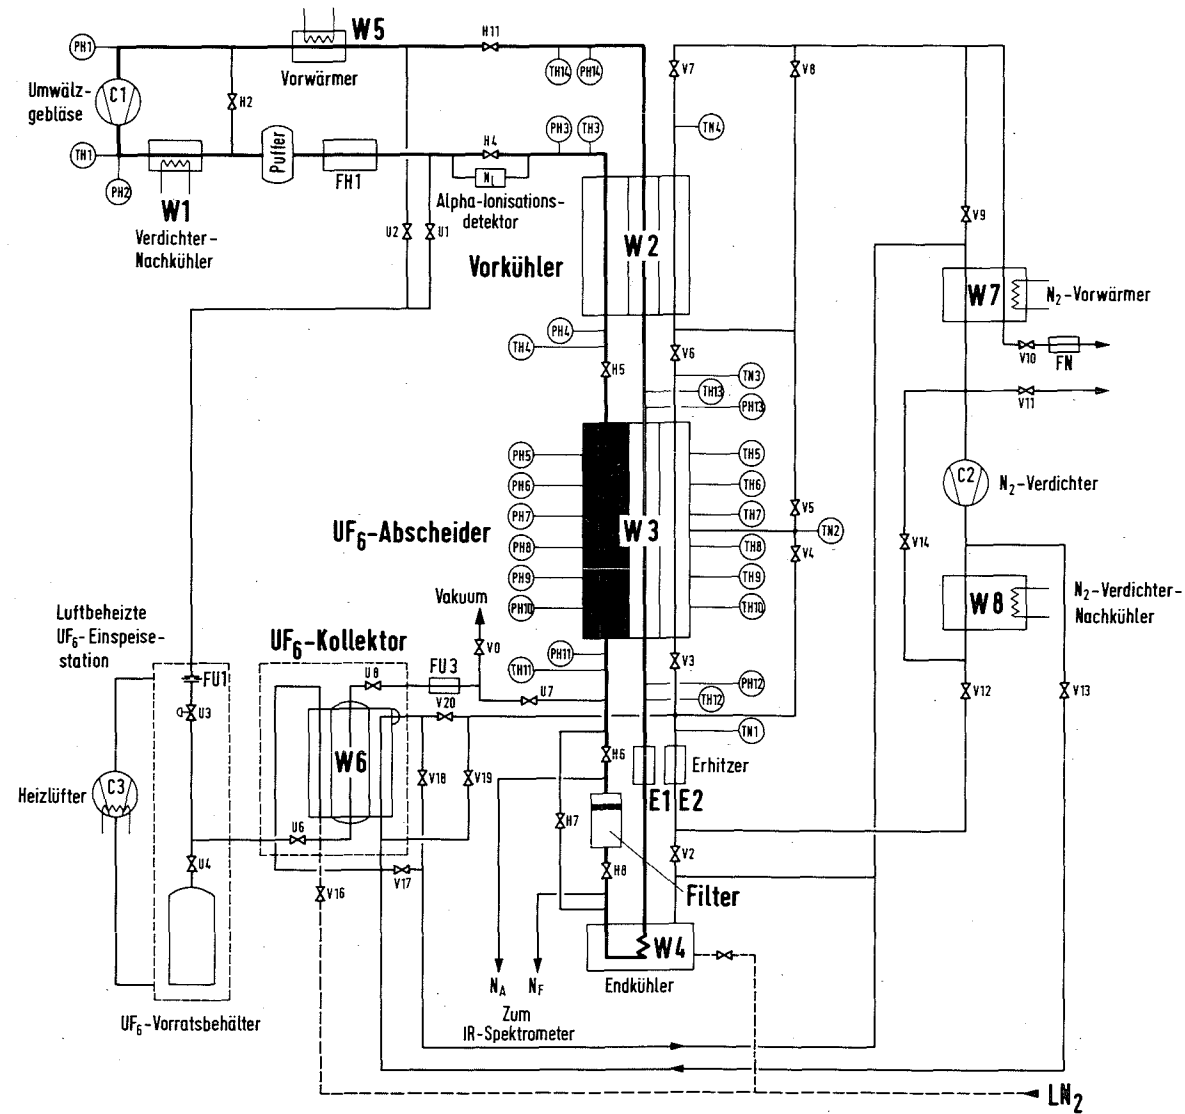 W5
H11
PH1
Vorwärmer
TH14
PH14
V7
V8
Umwälz-
gebläse
C1
H2
PH3
TH3
H4
TN4
TH1
PH2
Puffer
FH1
N_L
Alpha-Ionisations-
detektor
W1
Verdichter-
Nachkühler
U2
U1
V9
W2
Vorkühler
W7
N₂-Vorwärmer
PH4
TH4
V6
V10
FN
H5
TN3
TH13
PH13
V11
PH5
PH6
PH7
PH8
PH9
PH10
TH5
TH6
TH7
TH8
TH9
TH10
UF₆-Abscheider
W3
V5
TN2
V4
C2
N₂-Verdichter
V14
W8
N₂-Verdichter-
Nachkühler
Luftbeheizte
UF₆-Einspeise-
station
Vakuum
V0
UF₆-Kollektor
PH11
TH11
V3
PH12
TH12
TN1
V12
V13
FU1
U3
U8
FU3
U7
V20
W6
V18
V19
H6
Erhitzer
E1
E2
Heizlüfter
C3
U6
U4
H7
H8
V2
V17
V16
Filter
W4
Endkühler
N_A
N_F
Zum
IR-Spektrometer
UF₆-Vorratsbehälter
LN₂